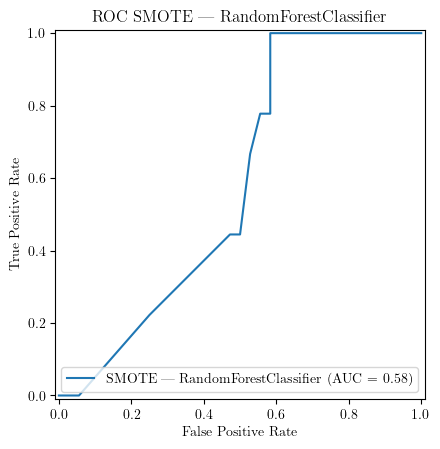 ROC SMOTE — RandomForestClassifier
1.0
0.8
0.6
0.4
0.2
0.0
True Positive Rate
SMOTE — RandomForestClassifier (AUC = 0.58)
0.0 0.2 0.4 0.6 0.8 1.0
False Positive Rate